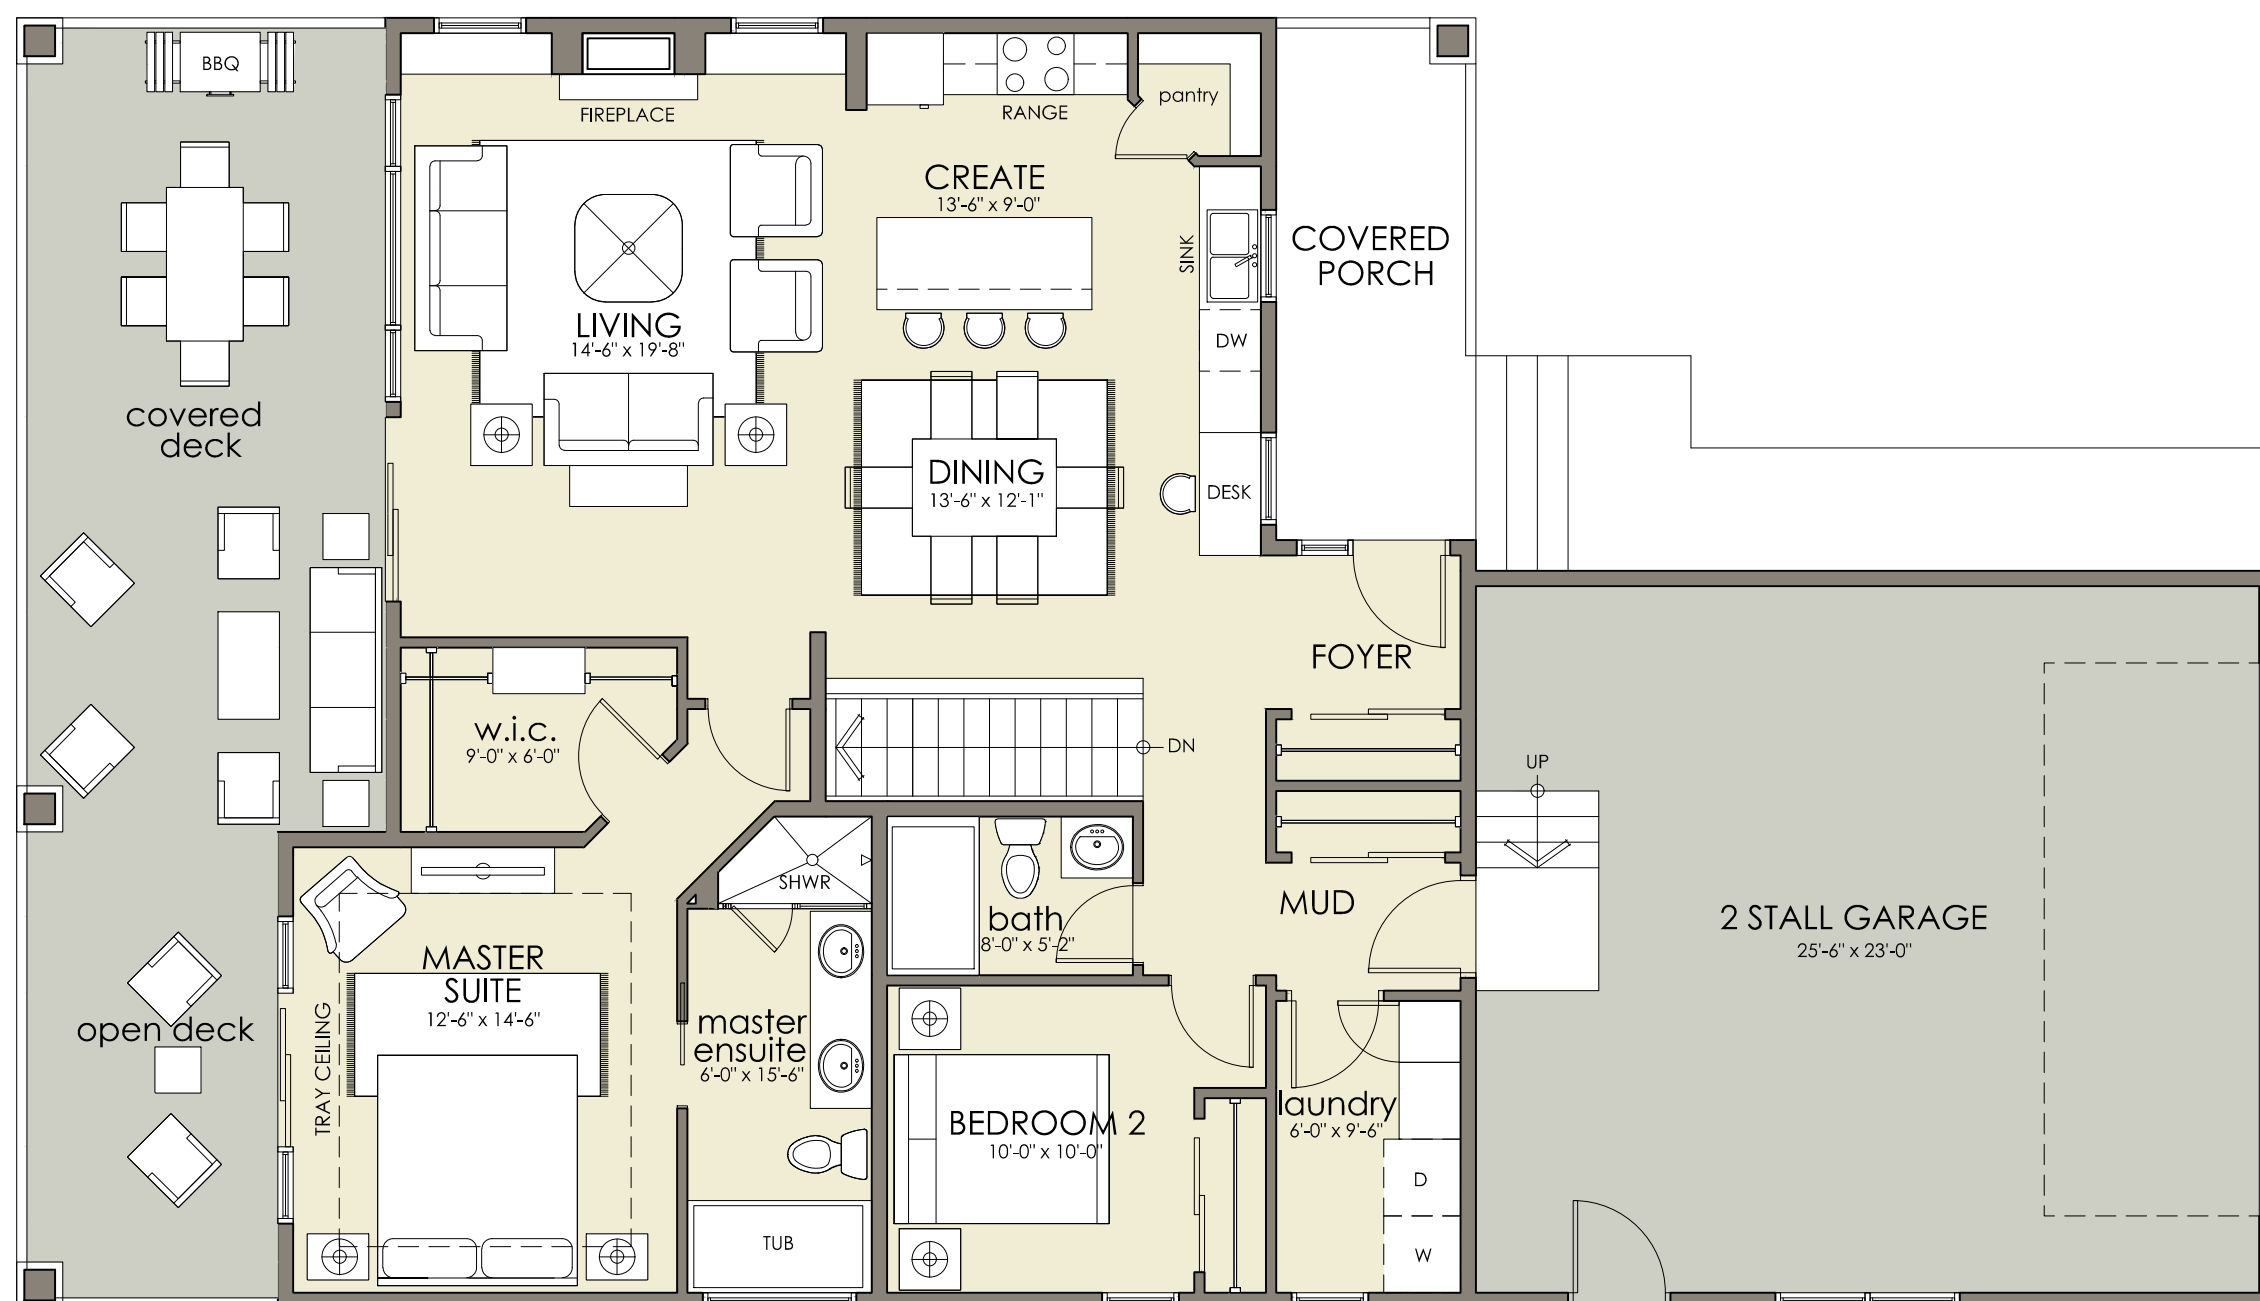 BBQ
FIREPLACE
RANGE
pantry
CREATE
13'-6" x 9'-0"
SINK
COVERED
PORCH
LIVING
14'-6" x 19'-8"
DW
covered
deck
DINING
13'-6" x 12'-1"
DESK
FOYER
w.i.c.
9'-0" x 6'-0"
DN
UP
SHWR
MUD
bath
8'-0" x 5'-2"
2 STALL GARAGE
25'-6" x 23'-0"
MASTER
SUITE
12'-6" x 14'-6"
open deck
TRAY CEILING
master
ensuite
6'-0" x 15'-6"
BEDROOM 2
10'-0" x 10'-0"
laundry
6'-0" x 9'-6"
D
TUB
W